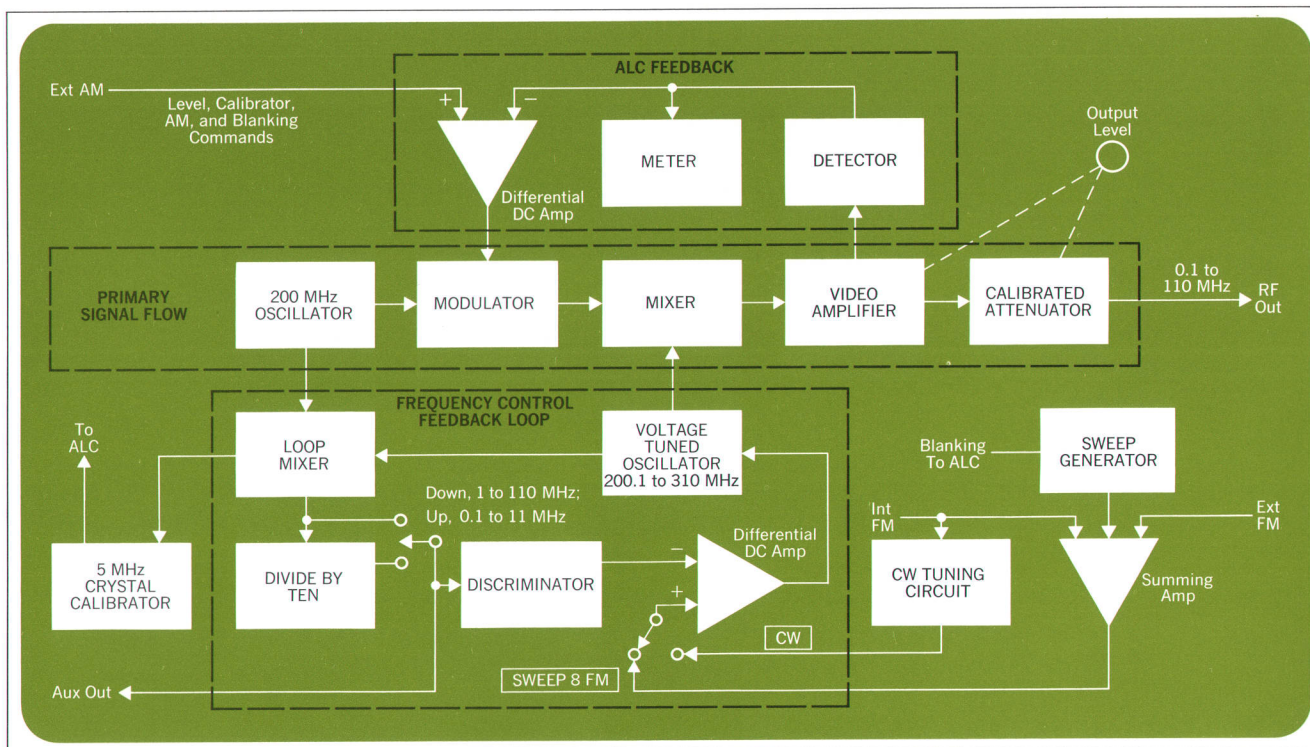 ALC FEEDBACK
Ext AM
Level, Calibrator,
AM, and Blanking
Commands
+
−
Differential
DC Amp
METER
DETECTOR
Output
Level
PRIMARY
SIGNAL FLOW
200 MHz
OSCILLATOR
MODULATOR
MIXER
VIDEO
AMPLIFIER
CALIBRATED
ATTENUATOR
0.1 to
110 MHz
RF
Out
FREQUENCY CONTROL
FEEDBACK LOOP
To
ALC
LOOP
MIXER
VOLTAGE
TUNED
OSCILLATOR
200.1 to 310 MHz
Down, 1 to 110 MHz;
Up, 0.1 to 11 MHz
Blanking
To ALC
SWEEP
GENERATOR
Int
FM
Ext
FM
5 MHz
CRYSTAL
CALIBRATOR
DIVIDE BY
TEN
DISCRIMINATOR
−
+
Differential
DC Amp
CW TUNING
CIRCUIT
Summing
Amp
CW
SWEEP 8 FM
Aux Out